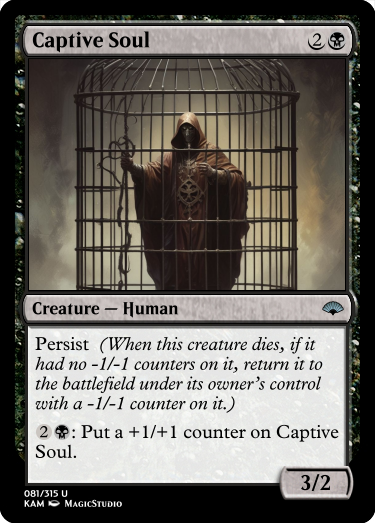 Captive Soul 2
Creature — Human
Persist (When this creature dies, if it
had no -1/-1 counters on it, return it to
the battlefield under its owner's control
with a -1/-1 counter on it.)
2 : Put a +1/+1 counter on Captive
Soul.
3/2
081/315 U
KAM MagicStudio